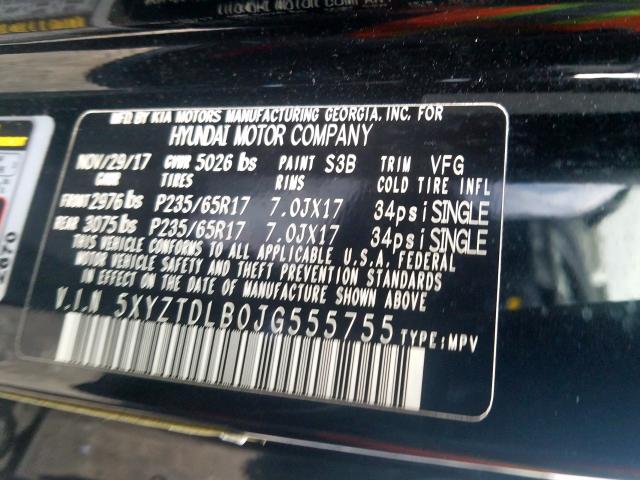 MFD BY KIA MOTORS MANUFACTURING GEORGIA, INC. FOR
HYUNDAI MOTOR COMPANY
NOV/29/17 GVWR 5026 lbs PAINT S3B TRIM VFG
GAWR TIRES RIMS COLD TIRE INFL
FRONT 2976 lbs P235/65R17 7.0JX17 34psi SINGLE
REAR 3075 lbs P235/65R17 7.0JX17 34psi SINGLE
THIS VEHICLE CONFORMS TO ALL APPLICABLE U.S.A. FEDERAL
MOTOR VEHICLE SAFETY AND THEFT PREVENTION STANDARDS
IN EFFECT ON THE DATE OF MANUFACTURE SHOWN ABOVE
V.I.N 5XYZTDLB0JG555755 TYPE: MPV